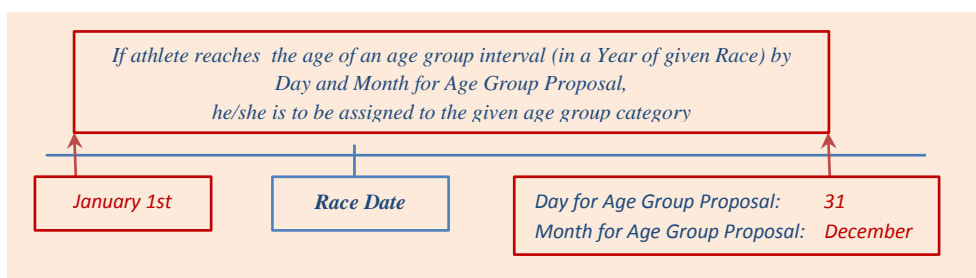 If athlete reaches the age of an age group interval (in a Year of given Race) by
Day and Month for Age Group Proposal,
he/she is to be assigned to the given age group category
January 1st
Race Date
Day for Age Group Proposal: 31
Month for Age Group Proposal: December